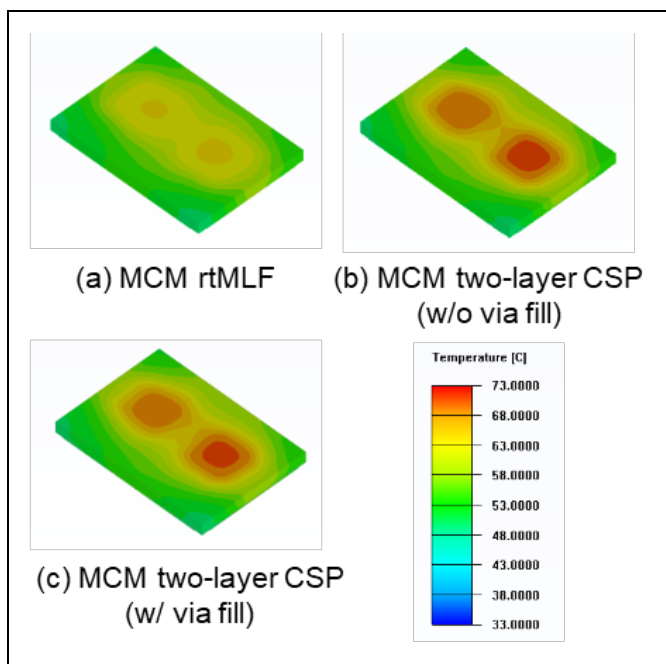 (a) MCM rtMLF
(b) MCM two-layer CSP
(w/o via fill)
(c) MCM two-layer CSP
(w/ via fill)
Temperature [C]
73.0000
68.0000
63.0000
58.0000
53.0000
48.0000
43.0000
38.0000
33.0000